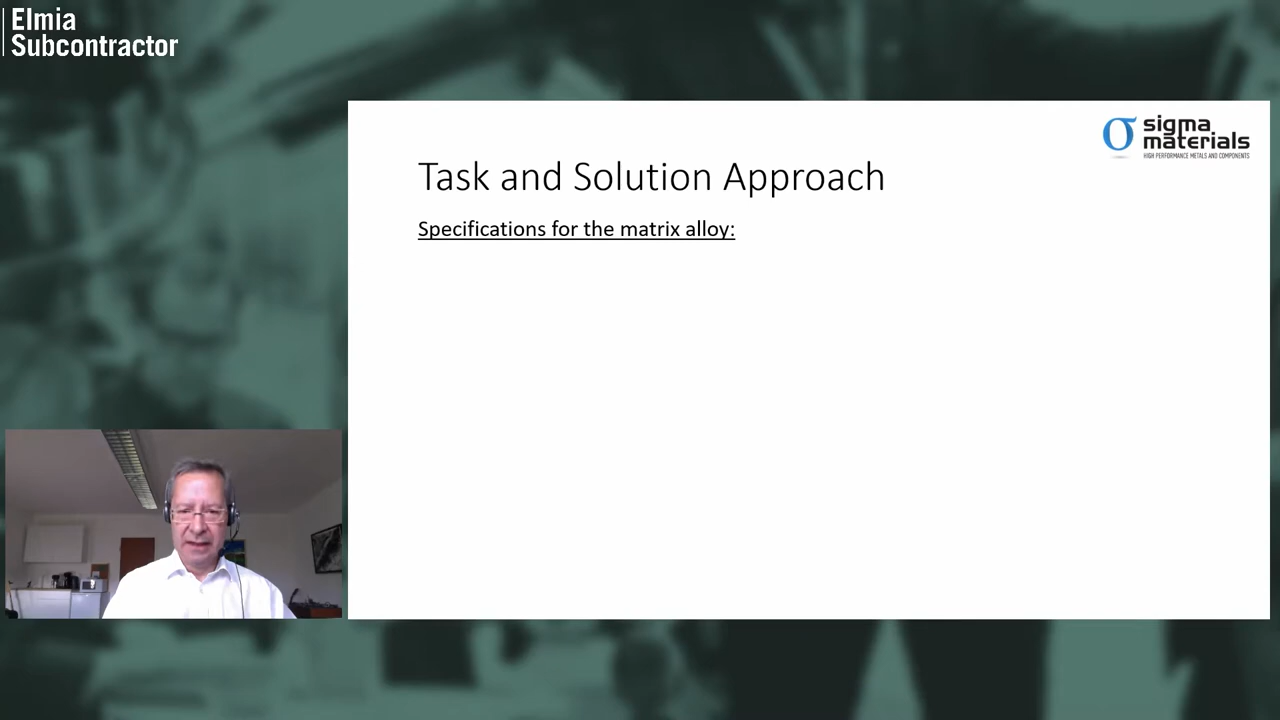 Elmia
Subcontractor
sigma
materials
HIGH PERFORMANCE METALS AND COMPONENTS
Task and Solution Approach
Specifications for the matrix alloy: